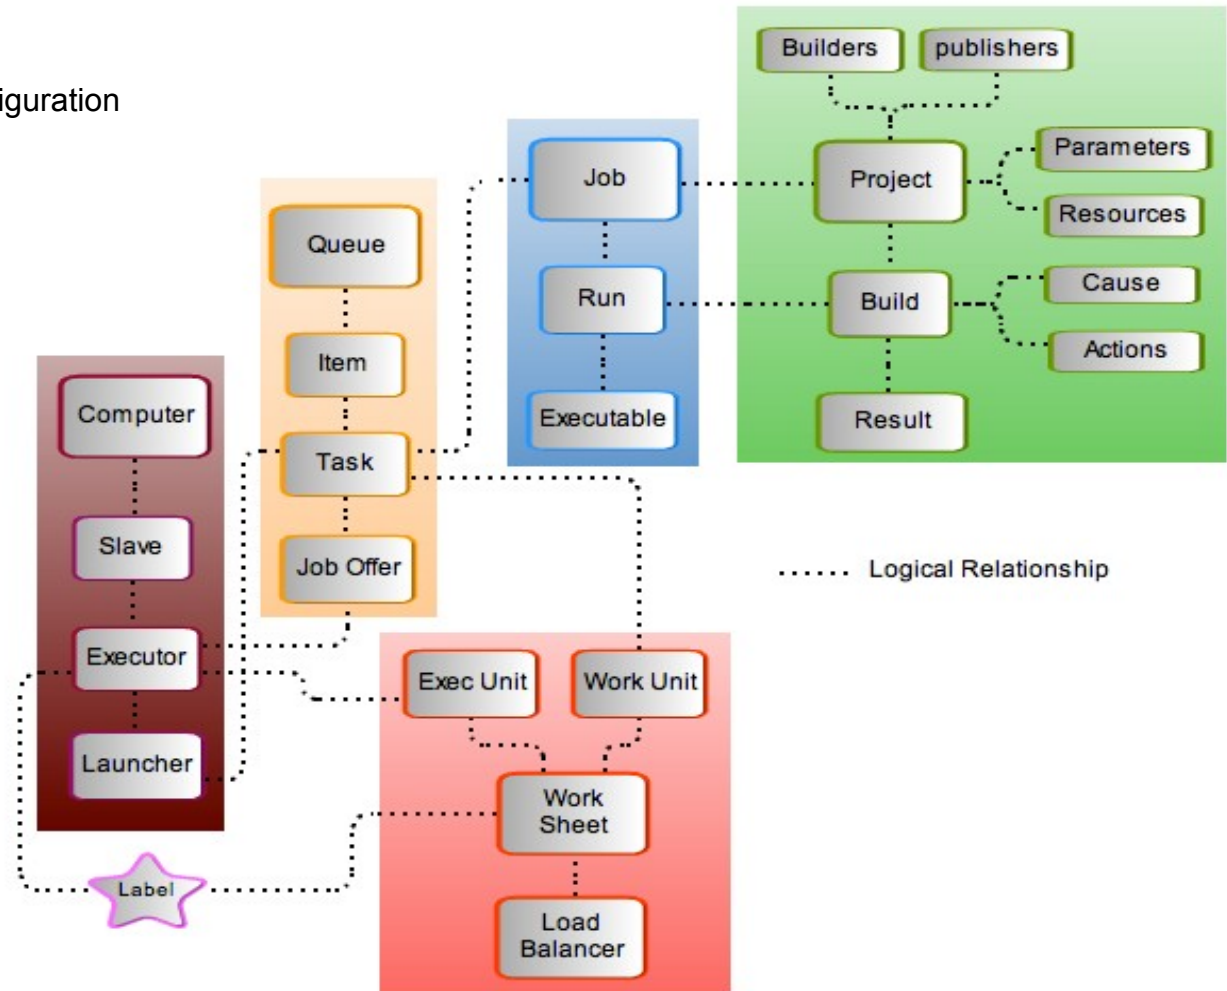 Builders
publishers
iguration
Parameters
Job
Project
Resources
Queue
Cause
Run
Build
Item
Actions
Computer
Executable
Result
Task
Slave
Job Offer
Logical Relationship
Executor
Exec Unit
Work Unit
Launcher
Work
Sheet
Label
Load
Balancer